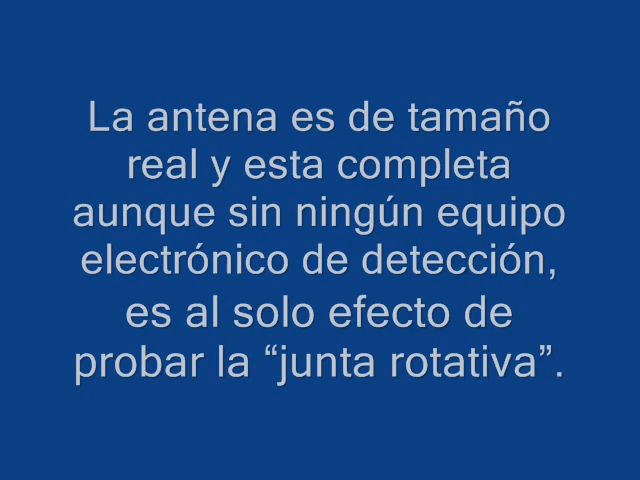 La antena es de tamaño
real y esta completa
aunque sin ningún equipo
electrónico de detección,
es al solo efecto de
probar la “junta rotativa”.